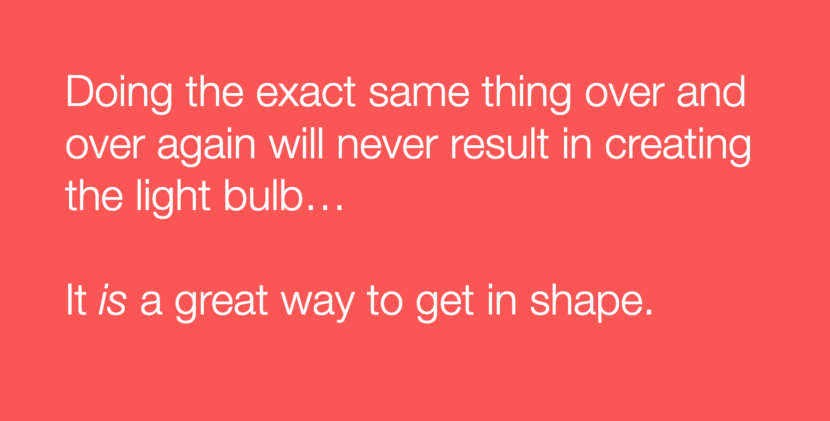 Doing the exact same thing over and
over again will never result in creating
the light bulb…
It is a great way to get in shape.